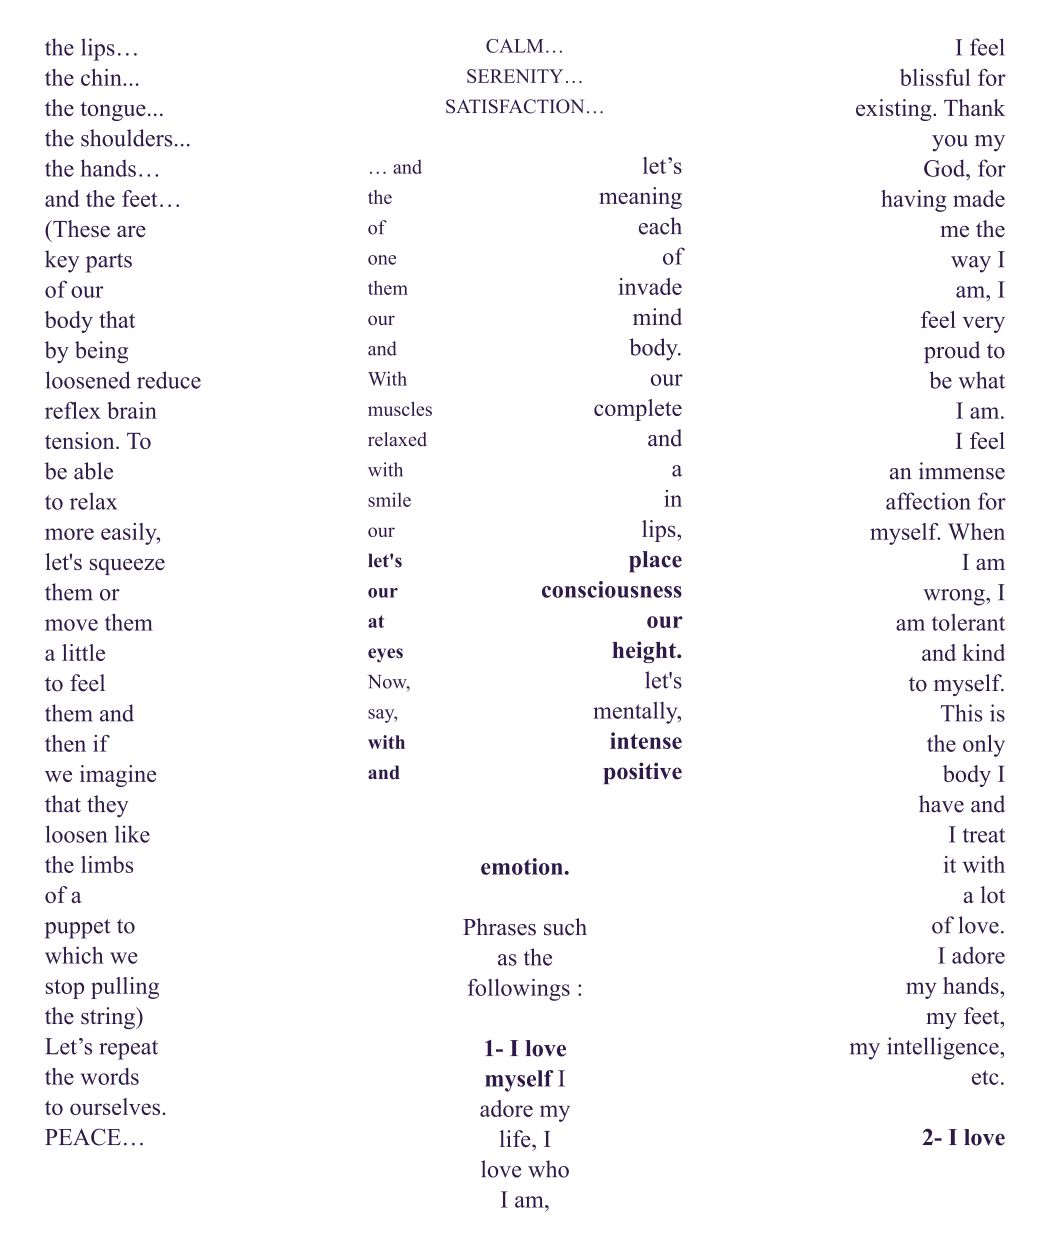 the lips…
the chin...
the tongue...
the shoulders...
the hands…
and the feet…
(These are
key parts
of our
body that
by being
loosened reduce
reflex brain
tension. To
be able
to relax
more easily,
let's squeeze
them or
move them
a little
to feel
them and
then if
we imagine
that they
loosen like
the limbs
of a
puppet to
which we
stop pulling
the string)
Let’s repeat
the words
to ourselves.
PEACE…
CALM…
SERENITY…
SATISFACTION…
… and let’s
the meaning
of each
one of
them invade
our mind
and body.
With our
muscles complete
relaxed and
with a
smile in
our lips,
let's place
our consciousness
at our
eyes height.
Now, let's
say, mentally,
with intense
and positive
emotion.
Phrases such
as the
followings :
1- I love
myself I
adore my
life, I
love who
I am,
I feel
blissful for
existing. Thank
you my
God, for
having made
me the
way I
am, I
feel very
proud to
be what
I am.
I feel
an immense
affection for
myself. When
I am
wrong, I
am tolerant
and kind
to myself.
This is
the only
body I
have and
I treat
it with
a lot
of love.
I adore
my hands,
my feet,
my intelligence,
etc.
2- I love